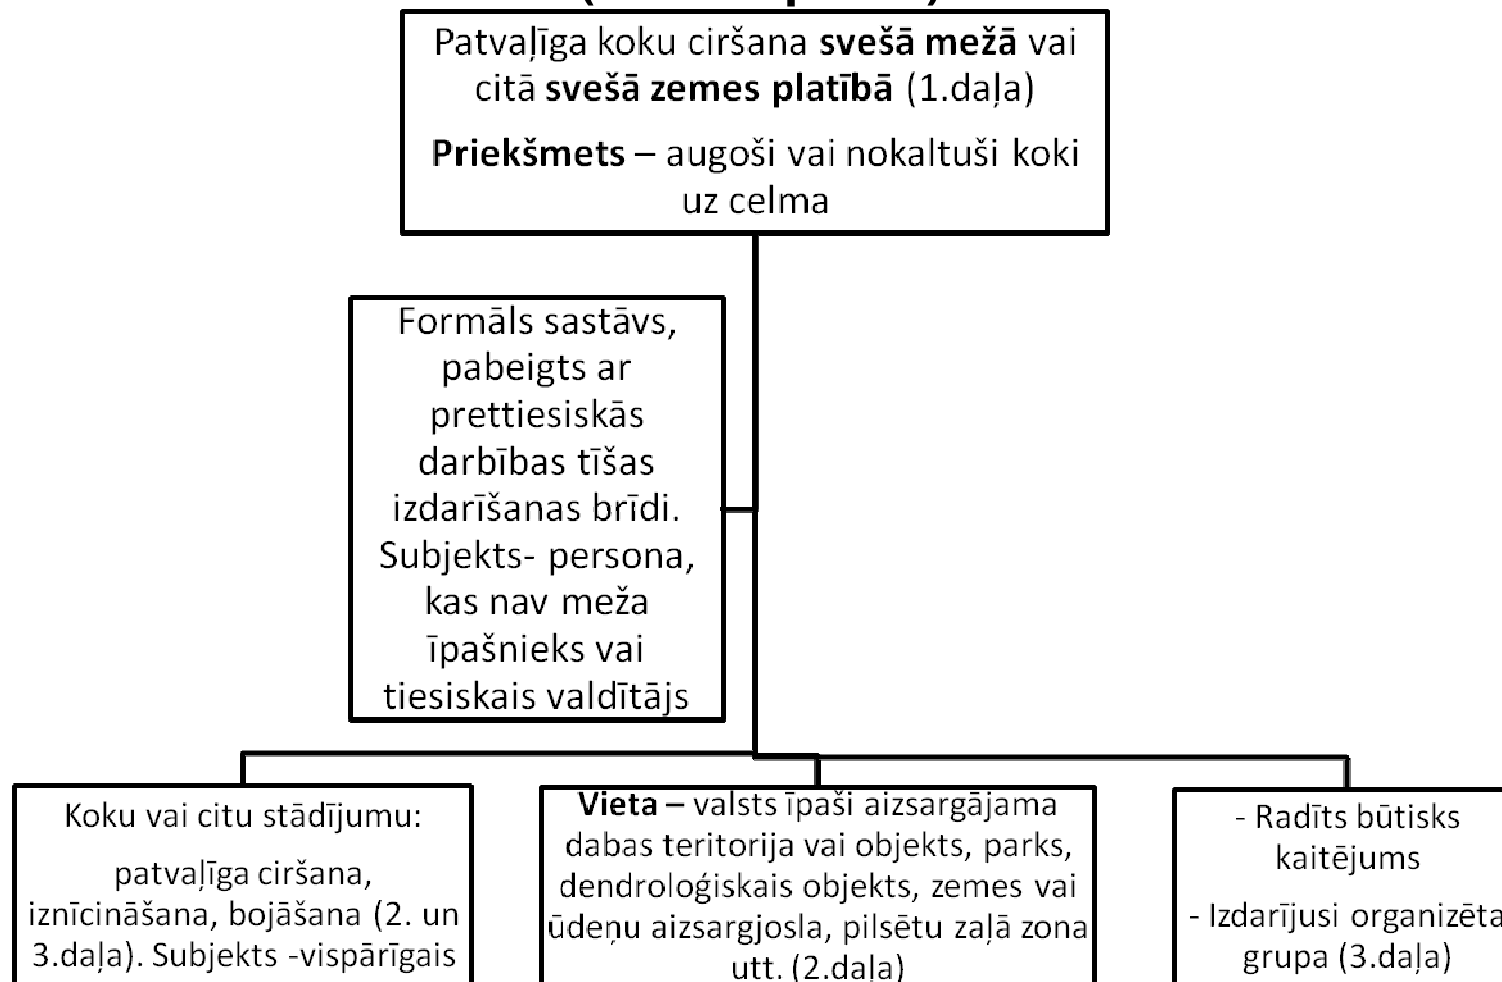 Patvaļīga koku ciršana svešā mežā vai
citā svešā zemes platībā (1.daļa)
Priekšmets – augoši vai nokaltuši koki
uz celma
Formāls sastāvs,
pabeigts ar
prettiesiskās
darbības tīšas
izdarīšanas brīdi.
Subjekts- persona,
kas nav meža
īpašnieks vai
tiesiskais valdītājs
Koku vai citu stādījumu:
patvaļīga ciršana,
iznīcināšana, bojāšana (2. un
3.daļa). Subjekts -vispārīgais
Vieta – valsts īpaši aizsargājama
dabas teritorija vai objekts, parks,
dendroloģiskais objekts, zemes vai
ūdeņu aizsargjosla, pilsētu zaļā zona
utt. (2.daļa)
- Radīts būtisks
kaitējums
- Izdarījusi organizēta
grupa (3.daļa)